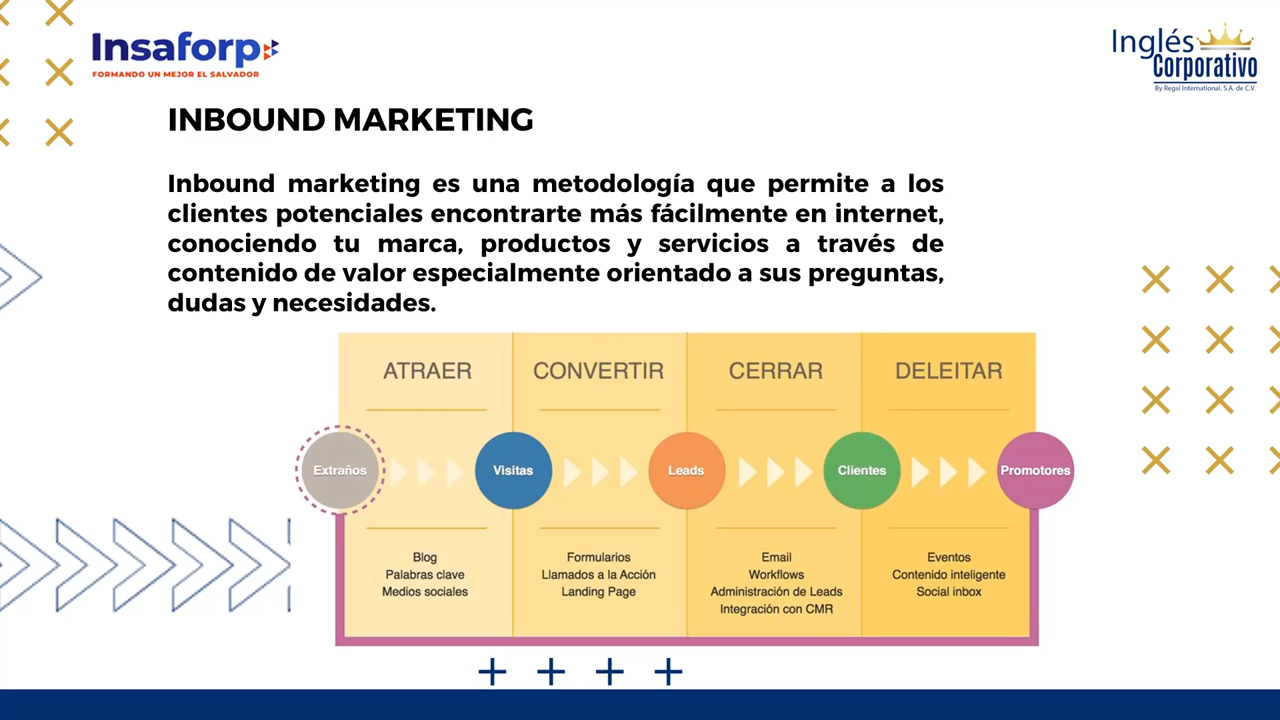 Insaforp
FORMANDO UN MEJOR EL SALVADOR
Inglés
Corporativo
By Regal International, S.A. de C.V.
INBOUND MARKETING
Inbound marketing es una metodología que permite a los
clientes potenciales encontrarte más fácilmente en internet,
conociendo tu marca, productos y servicios a través de
contenido de valor especialmente orientado a sus preguntas,
dudas y necesidades.
ATRAER CONVERTIR CERRAR DELEITAR
Extraños Visitas Leads Clientes Promotores
Blog
Palabras clave
Medios sociales
Formularios
Llamados a la Acción
Landing Page
Email
Workflows
Administración de Leads
Integración con CMR
Eventos
Contenido inteligente
Social inbox